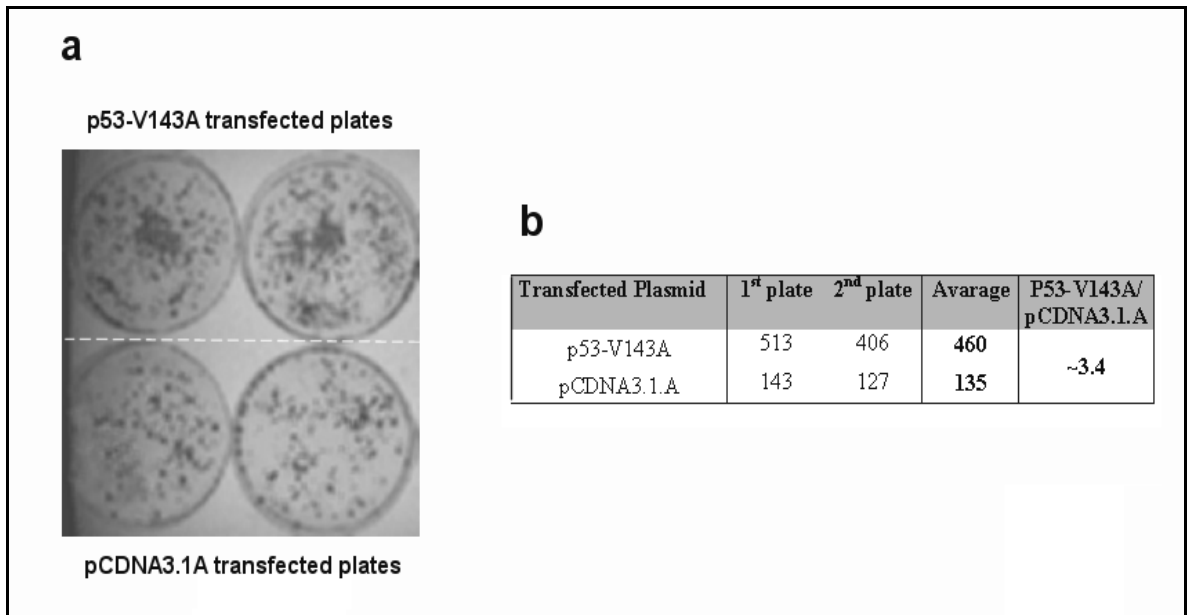 a
p53-V143A transfected plates
pCDNA3.1A transfected plates
b
Transfected Plasmid 1st plate 2nd plate Avarage P53-V143A/
pCDNA3.1.A
p53-V143A 513 406 460 ~3.4
pCDNA3.1.A 143 127 135